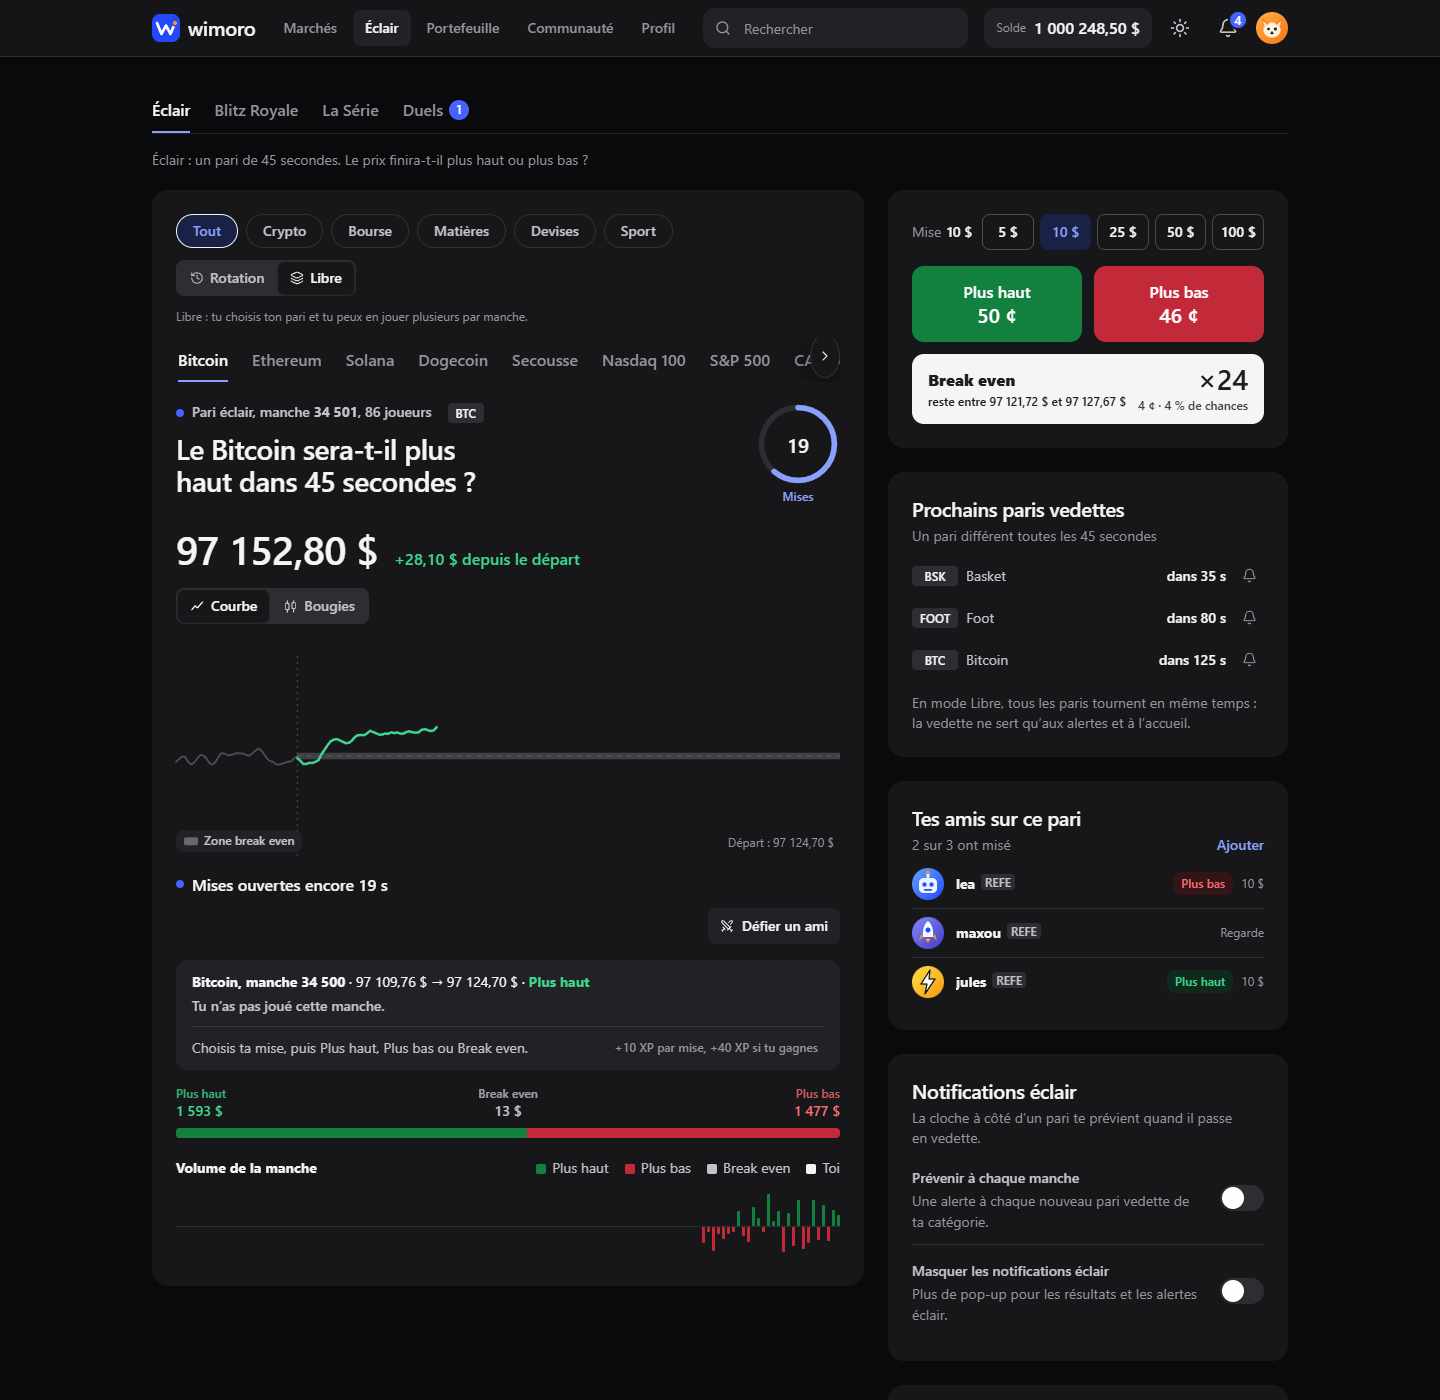 wimoro
Marchés
Éclair
Portefeuille
Communauté
Profil
Rechercher
Solde 1 000 248,50 $
4
Éclair
Blitz Royale
La Série
Duels 1
Éclair : un pari de 45 secondes. Le prix finira-t-il plus haut ou plus bas ?
Tout
Crypto
Bourse
Matières
Devises
Sport
Rotation
Libre
Libre : tu choisis ton pari et tu peux en jouer plusieurs par manche.
Bitcoin
Ethereum
Solana
Dogecoin
Secousse
Nasdaq 100
S&P 500
Pari éclair, manche 34 501, 86 joueurs BTC
Le Bitcoin sera-t-il plus
haut dans 45 secondes ?
19
Mises
97 152,80 $ +28,10 $ depuis le départ
Courbe
Bougies
Zone break even
Départ : 97 124,70 $
Mises ouvertes encore 19 s
Défier un ami
Bitcoin, manche 34 500 · 97 109,76 $ → 97 124,70 $ · Plus haut
Tu n’as pas joué cette manche.
Choisis ta mise, puis Plus haut, Plus bas ou Break even.
+10 XP par mise, +40 XP si tu gagnes
Plus haut
1 593 $
Break even
13 $
Plus bas
1 477 $
Volume de la manche
Plus haut
Plus bas
Break even
Toi
Mise 10 $
5 $
10 $
25 $
50 $
100 $
Plus haut
50 ¢
Plus bas
46 ¢
Break even
reste entre 97 121,72 $ et 97 127,67 $
×24
4 ¢ · 4 % de chances
Prochains paris vedettes
Un pari différent toutes les 45 secondes
BSK Basket dans 35 s
FOOT Foot dans 80 s
BTC Bitcoin dans 125 s
En mode Libre, tous les paris tournent en même temps :
la vedette ne sert qu’aux alertes et à l’accueil.
Tes amis sur ce pari
2 sur 3 ont misé
Ajouter
lea REFE Plus bas 10 $
maxou REFE Regarde
jules REFE Plus haut 10 $
Notifications éclair
La cloche à côté d’un pari te prévient quand il passe
en vedette.
Prévenir à chaque manche
Une alerte à chaque nouveau pari vedette de
ta catégorie.
Masquer les notifications éclair
Plus de pop-up pour les résultats et les alertes
éclair.